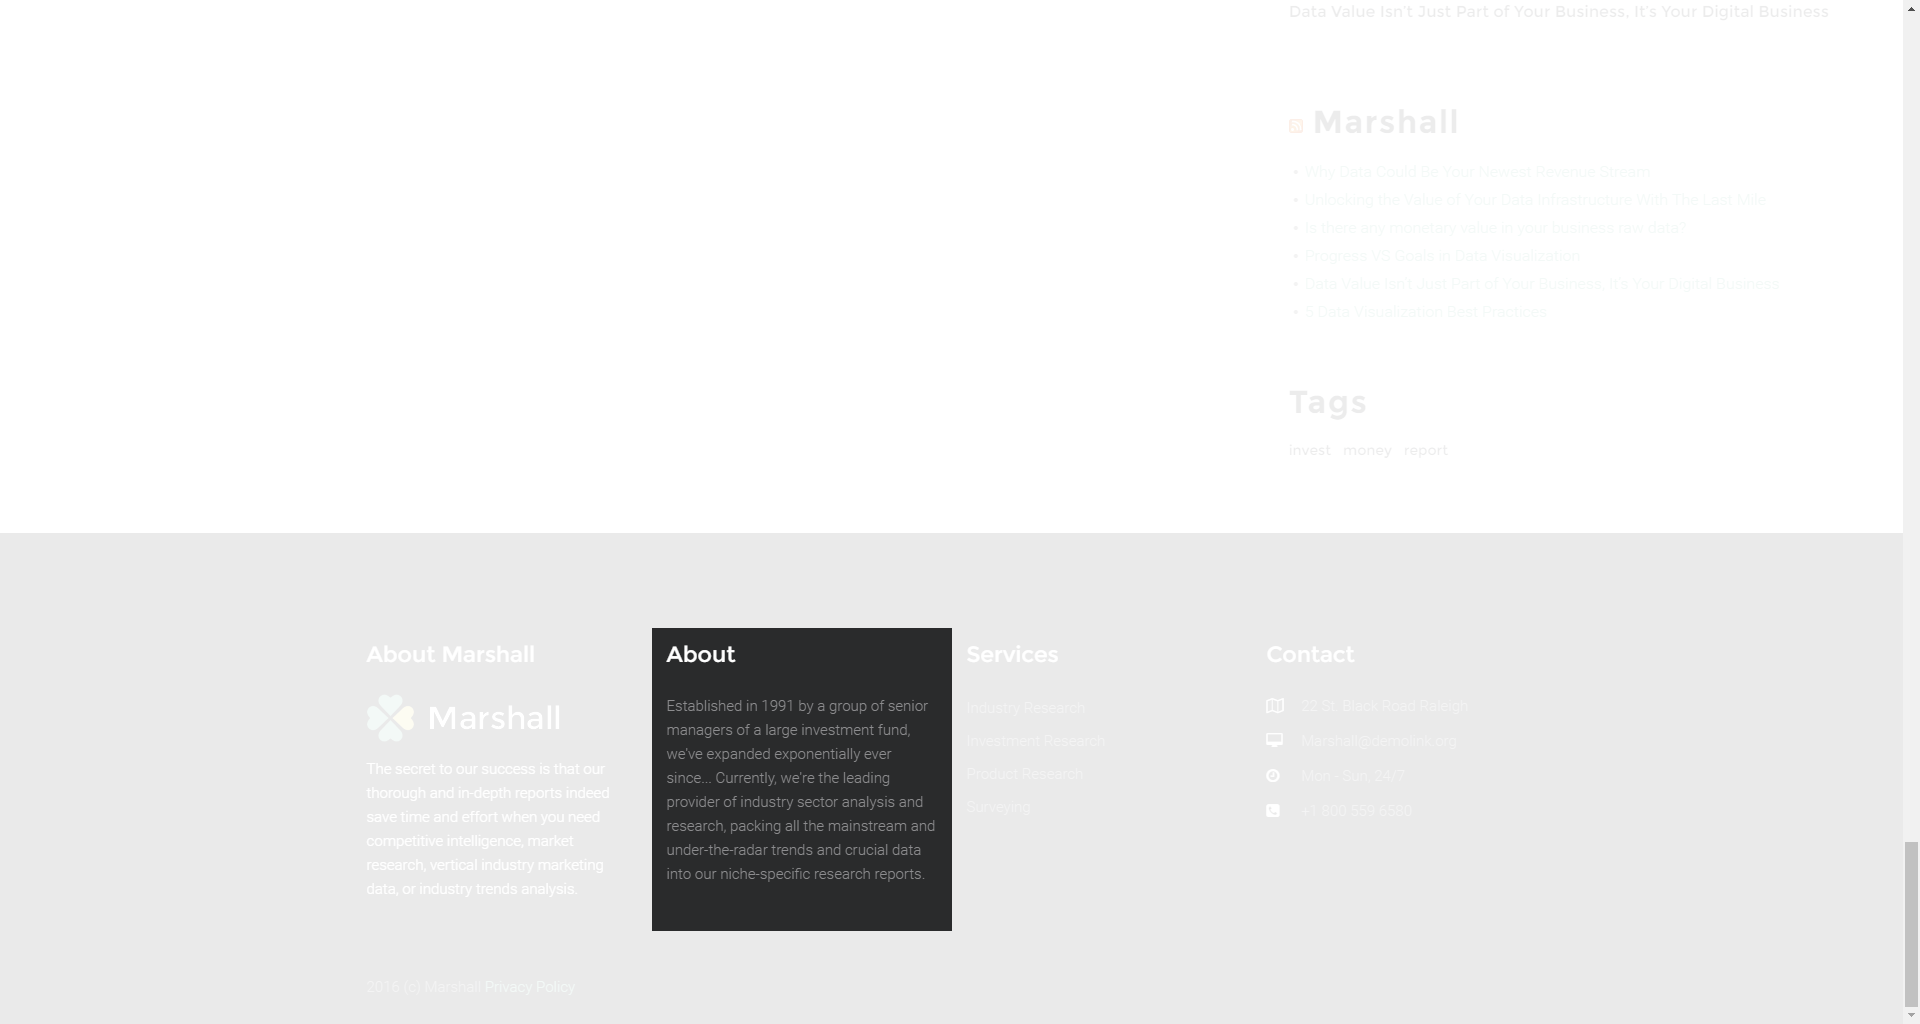 Data Value Isn't Just Part of Your Business, It's Your Digital Business
Marshall
Why Data Could Be Your Newest Revenue Stream
Unlocking the Value of Your Data Infrastructure With The Last Mile
Is there any monetary value in your business raw data?
Progress VS Goals in Data Visualization
Data Value Isn't Just Part of Your Business, It's Your Digital Business
5 Data Visualization Best Practices
Tags
invest money report
About Marshall
Marshall
The secret to our success is that our
thorough and in-depth reports indeed
save time and effort when you need
competitive intelligence, market
research, vertical industry marketing
data, or industry trends analysis.
About
Established in 1991 by a group of senior
managers of a large investment fund,
we've expanded exponentially ever
since... Currently, we're the leading
provider of industry sector analysis and
research, packing all the mainstream and
under-the-radar trends and crucial data
into our niche-specific research reports.
Services
Industry Research
Investment Research
Product Research
Surveying
Contact
22 St. Black Road Raleigh
Marshall@demolink.org
Mon - Sun: 24/7
+1 800 559 6580
2016 (c) Marshall Privacy Policy